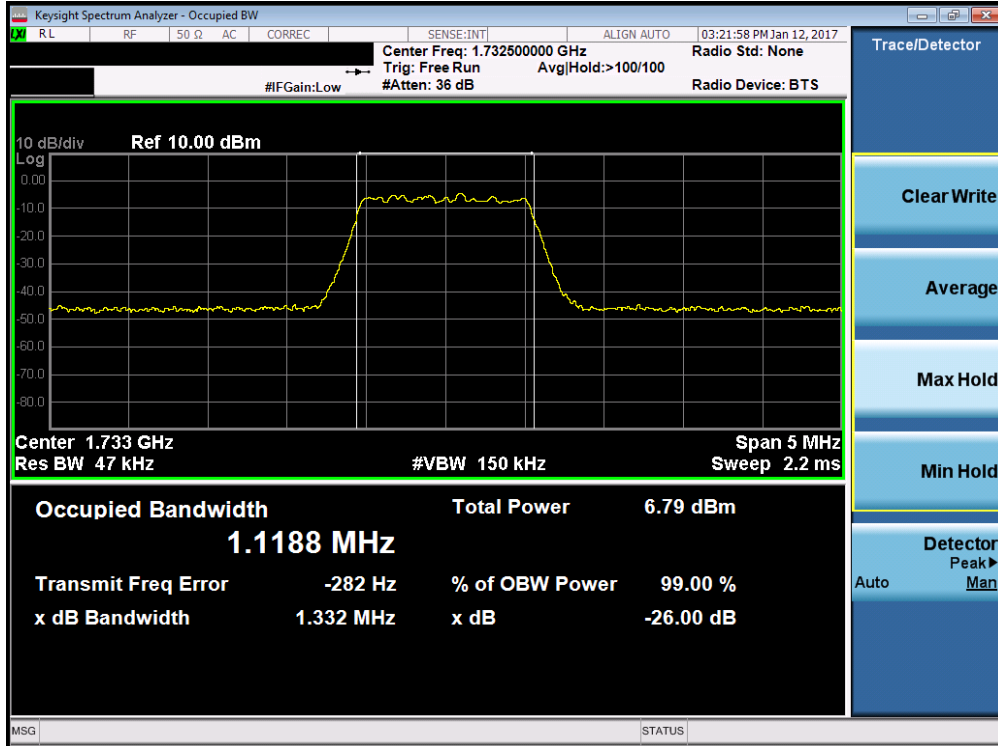 Keysight Spectrum Analyzer - Occupied BW
LXI RL RF 50 Ω AC CORREC SENSE:INT ALIGN AUTO 03:21:58 PM Jan 12, 2017
Center Freq: 1.732500000 GHz Radio Std: None
Trig: Free Run Avg|Hold:>100/100
#IFGain:Low #Atten: 36 dB Radio Device: BTS
10 dB/div Ref 10.00 dBm
Log
0.00
-10.0
-20.0
-30.0
-40.0
-50.0
-60.0
-70.0
-80.0
Center 1.733 GHz Span 5 MHz
Res BW 47 kHz #VBW 150 kHz Sweep 2.2 ms
Occupied Bandwidth Total Power 6.79 dBm
1.1188 MHz
Transmit Freq Error -282 Hz % of OBW Power 99.00 %
x dB Bandwidth 1.332 MHz x dB -26.00 dB
MSG STATUS
Trace/Detector
Clear Write
Average
Max Hold
Min Hold
Detector
Peak▶
Auto Man